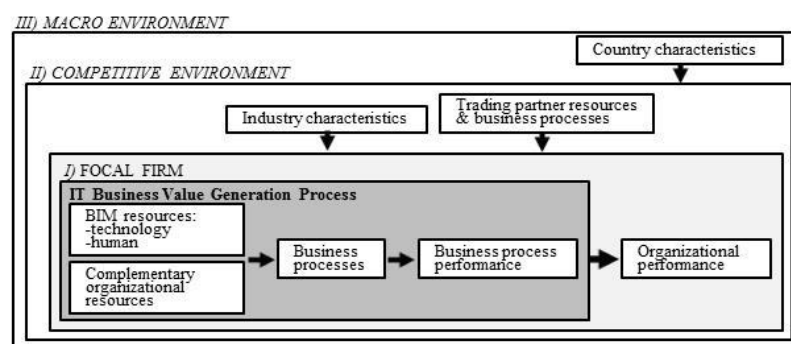 III) MACRO ENVIRONMENT
Country characteristics
II) COMPETITIVE ENVIRONMENT
Industry characteristics
Trading partner resources
& business processes
I) FOCAL FIRM
IT Business Value Generation Process
BIM resources:
-technology
-human
Complementary
organizational
resources
Business
processes
Business process
performance
Organizational
performance